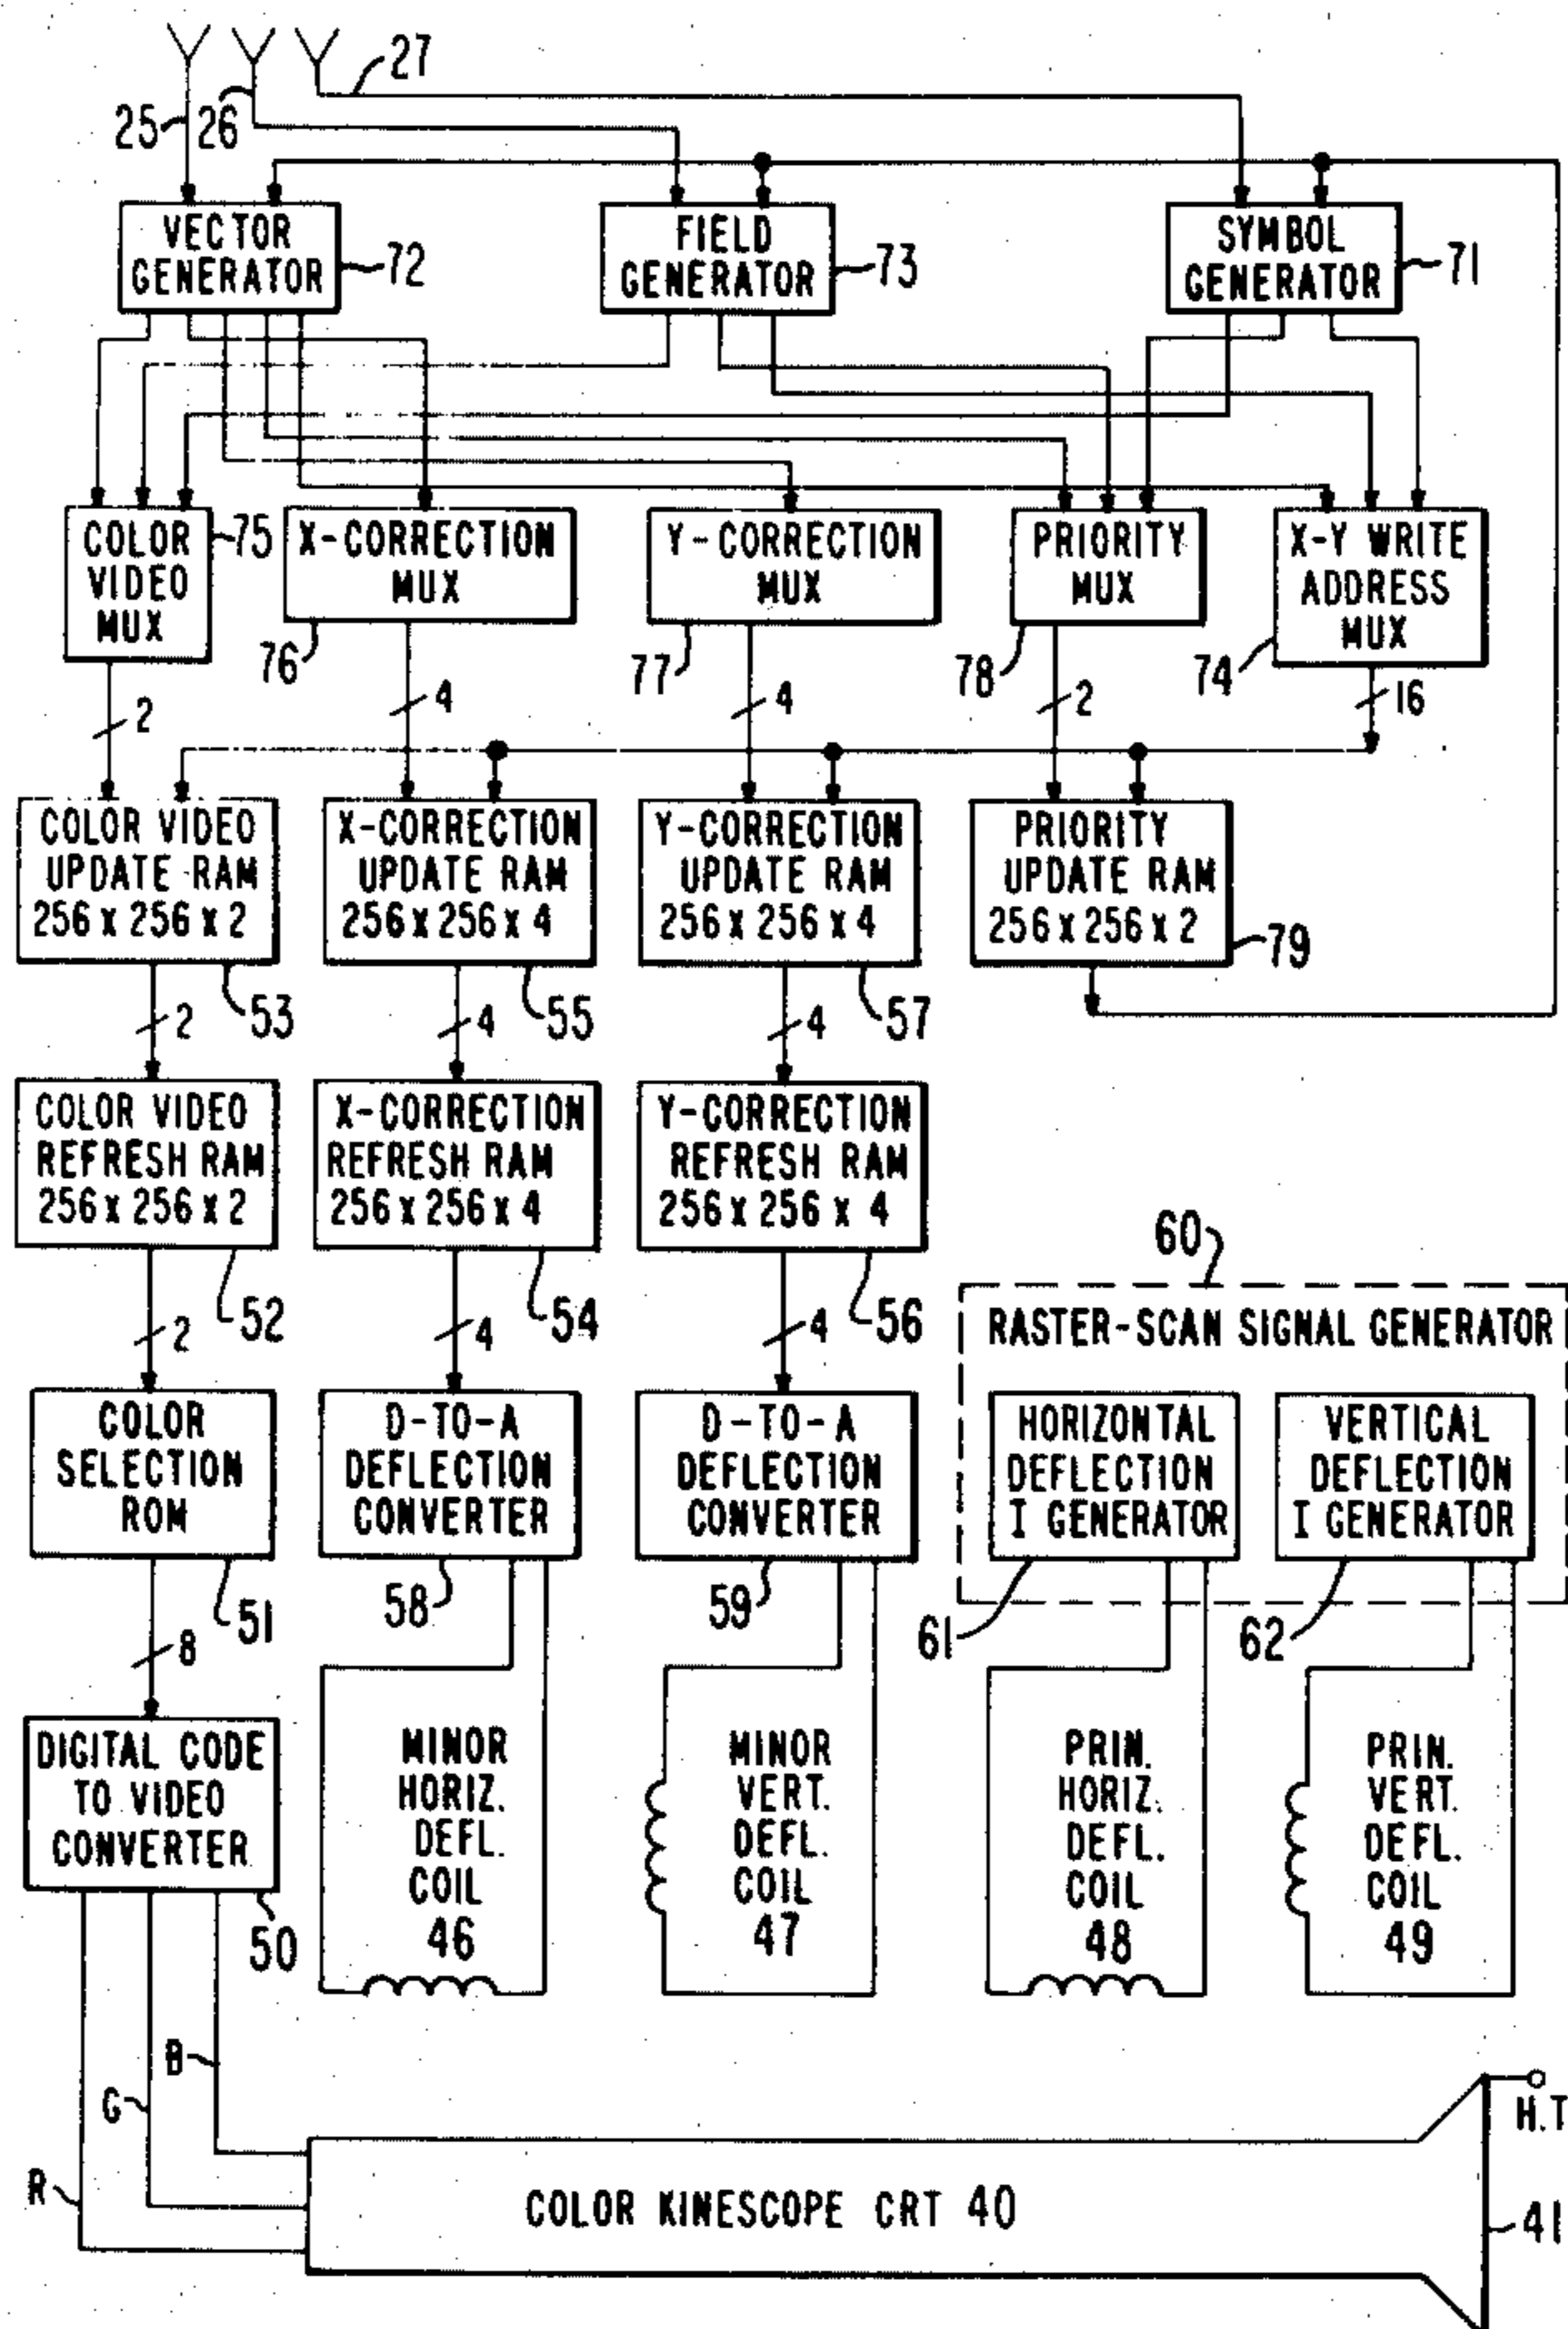 27
25
26
VECTOR
GENERATOR
72
FIELD
GENERATOR
73
SYMBOL
GENERATOR
71
COLOR
VIDEO
MUX
75
X-CORRECTION
MUX
76
Y-CORRECTION
MUX
77
PRIORITY
MUX
78
X-Y WRITE
ADDRESS
MUX
74
2
4
4
2
16
COLOR VIDEO
UPDATE RAM
256 x 256 x 2
53
X-CORRECTION
UPDATE RAM
256 x 256 x 4
55
Y-CORRECTION
UPDATE RAM
256 x 256 x 4
57
PRIORITY
UPDATE RAM
256 x 256 x 2
79
2
4
4
COLOR VIDEO
REFRESH RAM
256 x 256 x 2
52
X-CORRECTION
REFRESH RAM
256 x 256 x 4
54
Y-CORRECTION
REFRESH RAM
256 x 256 x 4
56
60
RASTER-SCAN SIGNAL GENERATOR
2
4
4
COLOR
SELECTION
ROM
51
D-TO-A
DEFLECTION
CONVERTER
58
D-TO-A
DEFLECTION
CONVERTER
59
HORIZONTAL
DEFLECTION
I GENERATOR
61
VERTICAL
DEFLECTION
I GENERATOR
62
8
DIGITAL CODE
TO VIDEO
CONVERTER
50
MINOR
HORIZ.
DEFL.
COIL
46
MINOR
VERT.
DEFL.
COIL
47
PRIN.
HORIZ.
DEFL.
COIL
48
PRIN.
VERT.
DEFL.
COIL
49
B
G
R
H.T
COLOR KINESCOPE CRT 40
41